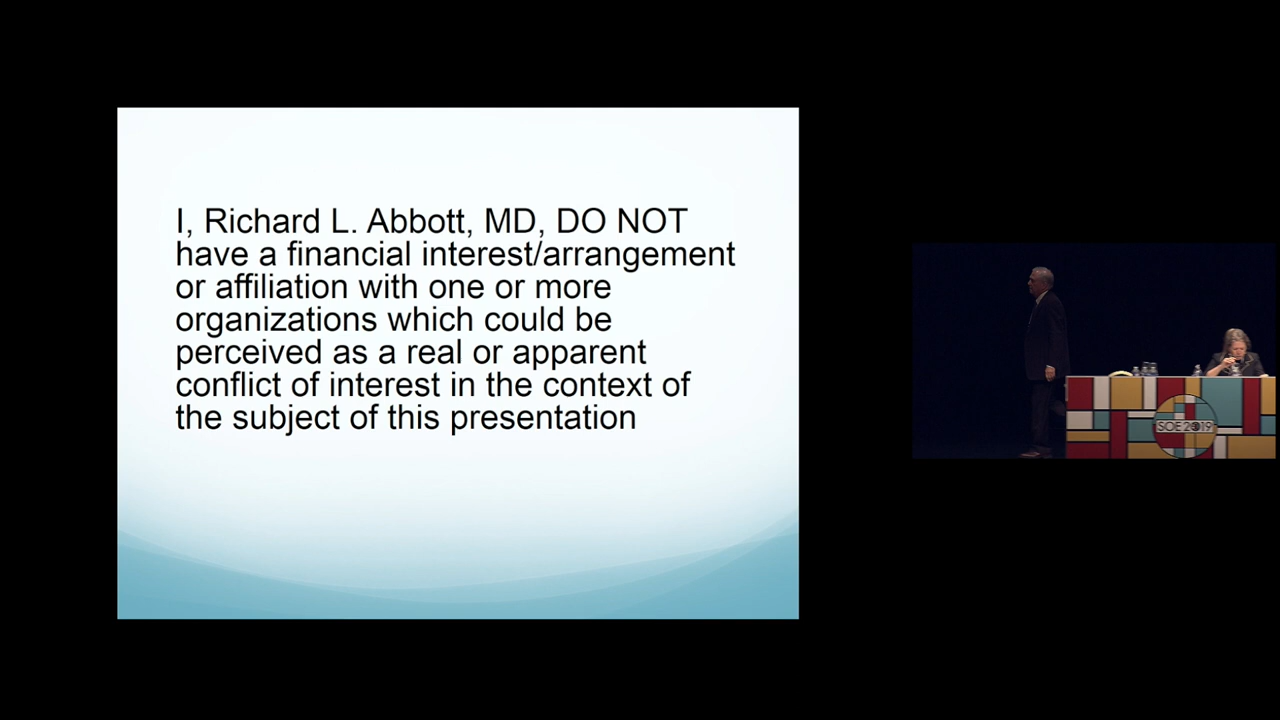 I, Richard L. Abbott, MD, DO NOT
have a financial interest/arrangement
or affiliation with one or more
organizations which could be
perceived as a real or apparent
conflict of interest in the context of
the subject of this presentation
SOE 2019